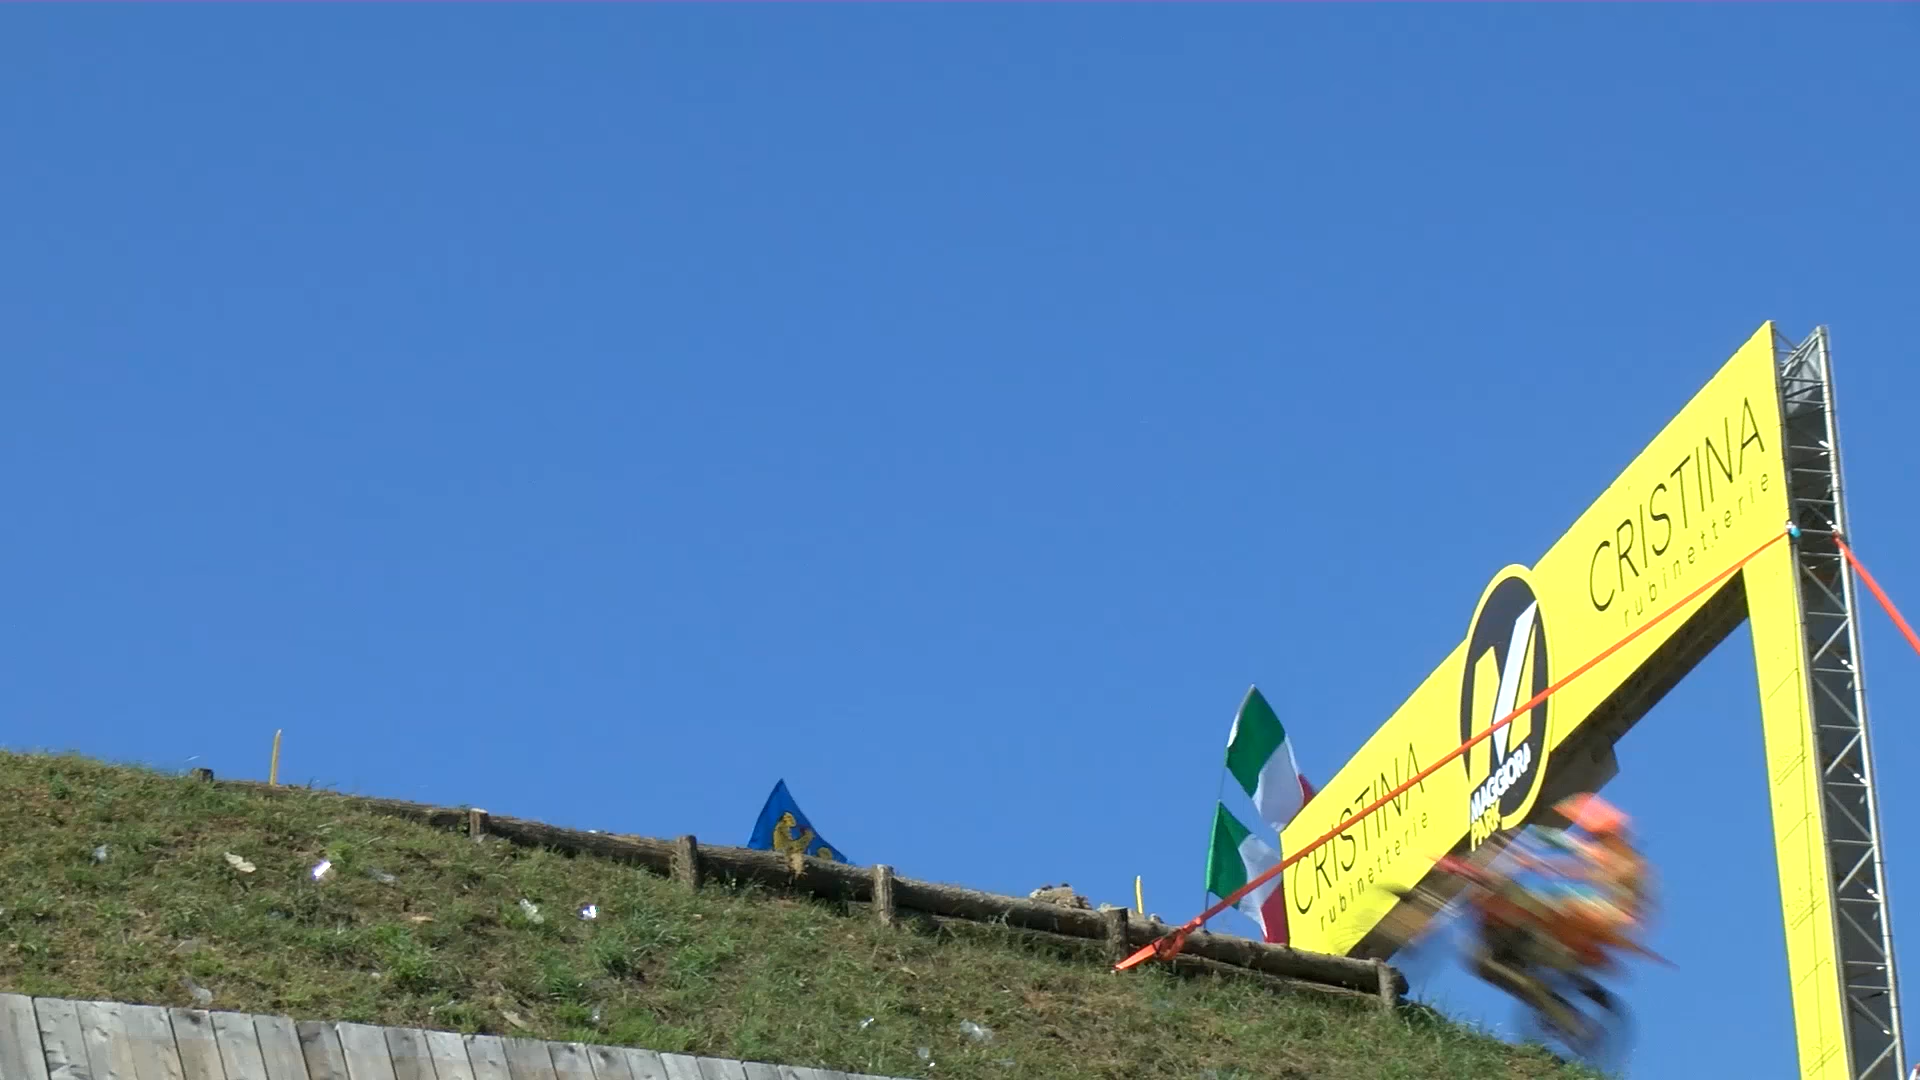 CRISTINA
rubinetterie
MAGGIORA
PARK
CRISTINA
rubinetterie